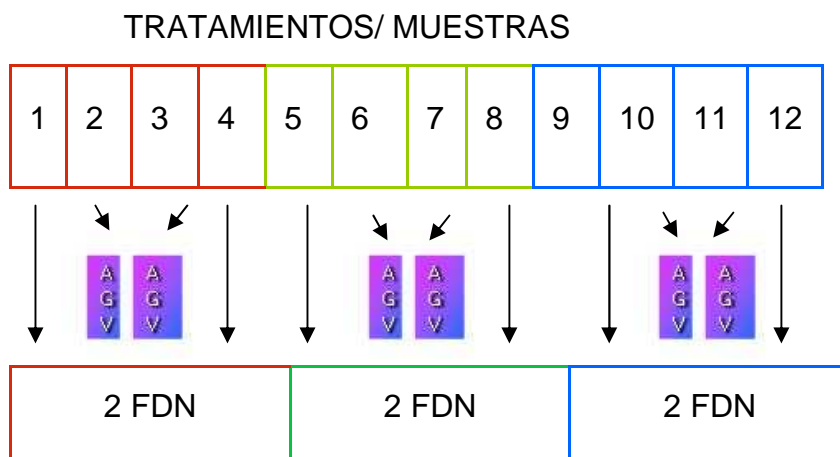 TRATAMIENTOS/ MUESTRAS
1 2 3 4 5 6 7 8 9 10 11 12
A G V A G V A G V A G V A G V A G V
2 FDN 2 FDN 2 FDN